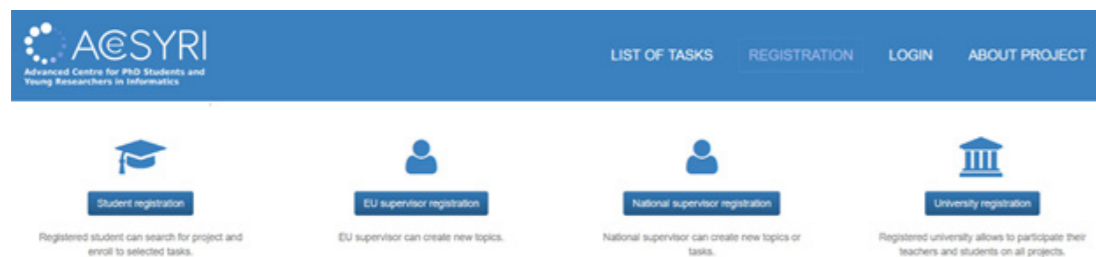 ACeSYRI
Advanced Centre for PhD Students and
Young Researchers in Informatics
LIST OF TASKS REGISTRATION LOGIN ABOUT PROJECT
Student registration
Registered student can search for project and
enroll to selected tasks.
EU supervisor registration
EU supervisor can create new topics.
National supervisor registration
National supervisor can create new topics or
tasks.
University registration
Registered university allows to participate their
teachers and students on all projects.